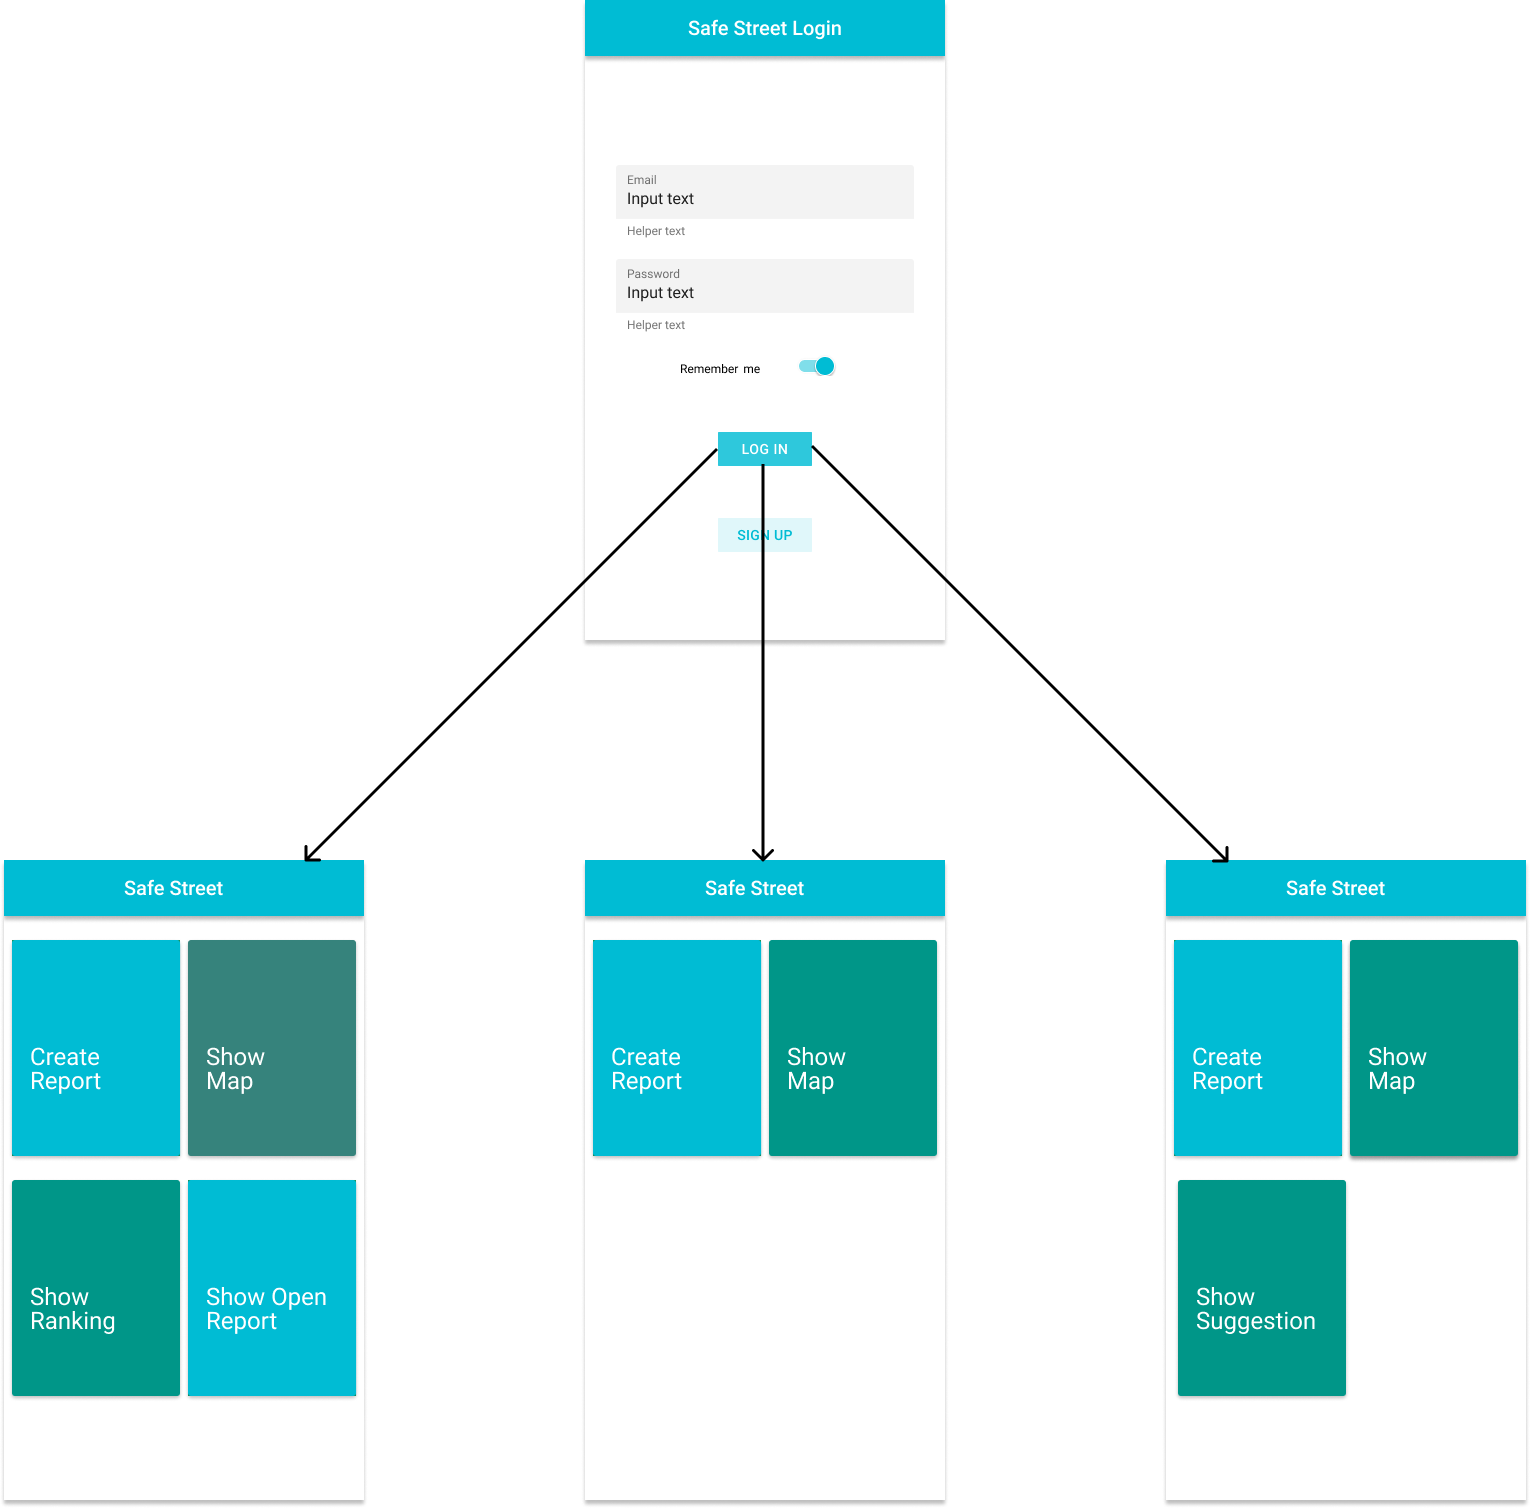 Safe Street Login
Email
Input text
Helper text
Password
Input text
Helper text
Remember me
LOG IN
SIGN UP
Safe Street
Create
Report
Show
Map
Show
Ranking
Show Open
Report
Safe Street
Create
Report
Show
Map
Safe Street
Create
Report
Show
Map
Show
Suggestion